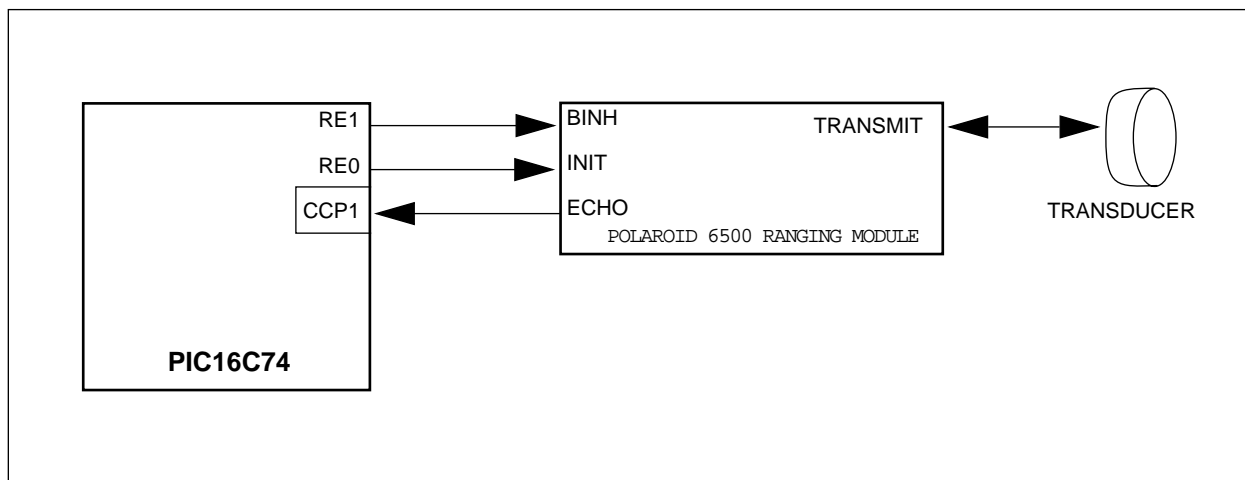 RE1
RE0
CCP1
PIC16C74
BINH
INIT
ECHO
TRANSMIT
POLAROID 6500 RANGING MODULE
TRANSDUCER